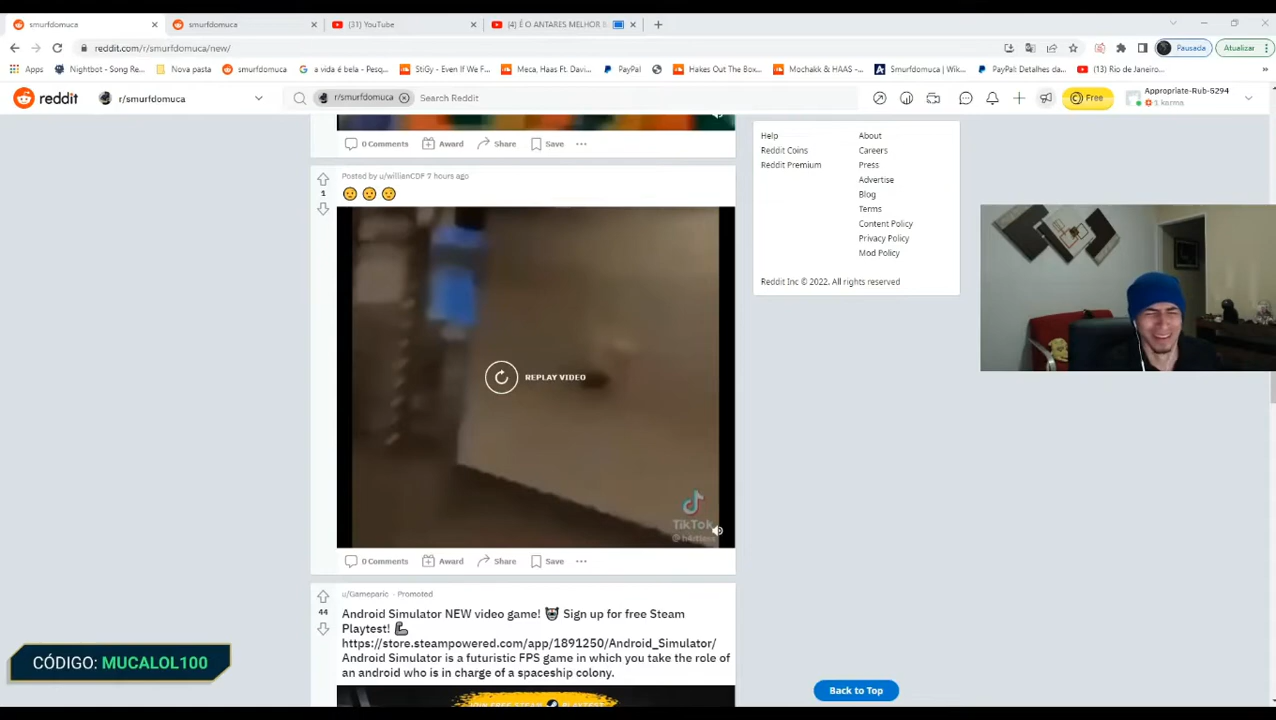 smurfdomuca
smurfdomuca
(31) YouTube
(4) É O ANTARES MELHOR
reddit.com/r/smurfdomuca/new/
Pausada
Atualizar
Apps
Nightbot - Song Re...
Nova pasta
smurfdomuca
a vida é bela - Pesq...
StiGy - Even If We F...
Meca, Haas Ft. Davi...
PayPal
Hakes Out The Box...
Mochakk & HAAS -...
Smurfdomuca | Wik...
PayPal: Detalhes da...
(13) Rio de Janeiro...
reddit
r/smurfdomuca
r/smurfdomuca
Search Reddit
Free
Appropriate-Rub-5294
1 karma
0 Comments
Award
Share
Save
Help
About
Reddit Coins
Careers
Reddit Premium
Press
Advertise
Blog
Terms
Content Policy
Privacy Policy
Mod Policy
Reddit Inc © 2022. All rights reserved
Posted by u/willianCDF 7 hours ago
1
REPLAY VIDEO
TikTok
0 Comments
Award
Share
Save
u/Gameparic · Promoted
44
Android Simulator NEW video game! 🤖 Sign up for free Steam
Playtest! 🦾
https://store.steampowered.com/app/1891250/Android_Simulator/
Android Simulator is a futuristic FPS game in which you take the role of
an android who is in charge of a spaceship colony.
JOIN FREE STEAM PLAYTEST
Back to Top
CÓDIGO: MUCALOL100